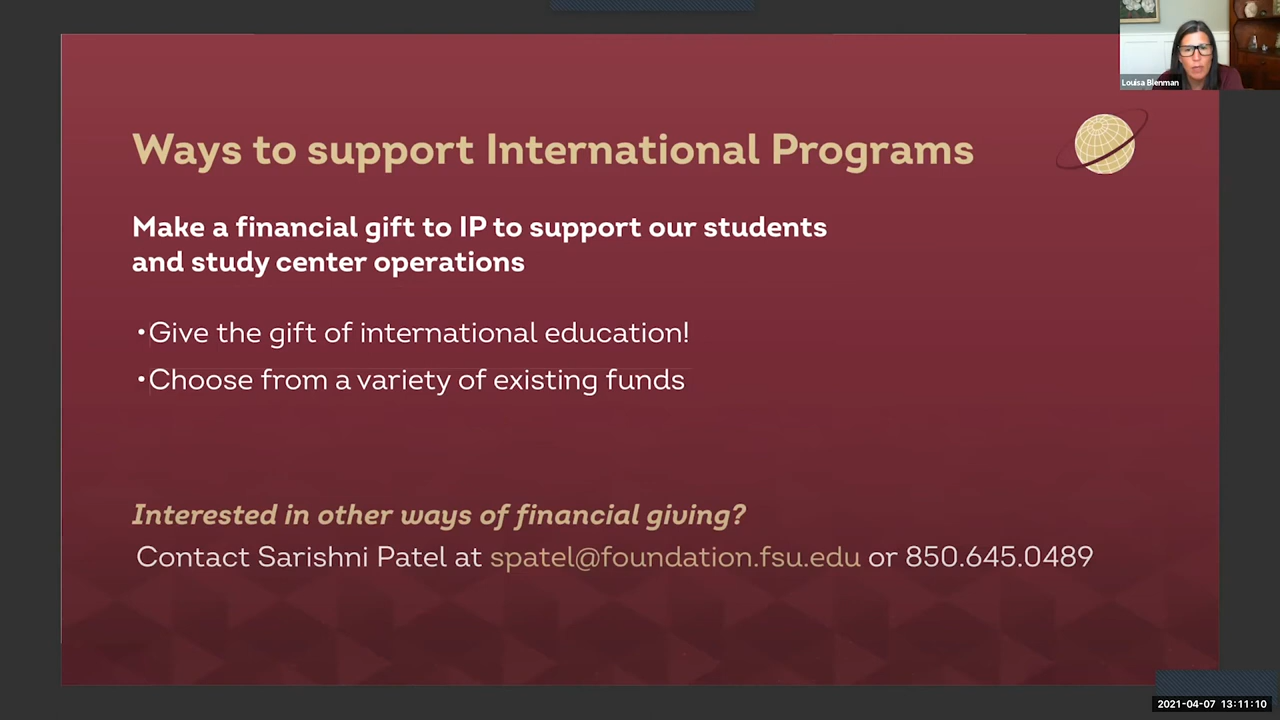 Louisa Blenman
Ways to support International Programs
Make a financial gift to IP to support our students
and study center operations
•Give the gift of international education!
•Choose from a variety of existing funds
Interested in other ways of financial giving?
Contact Sarishni Patel at spatel@foundation.fsu.edu or 850.645.0489
2021-04-07 13:11:10